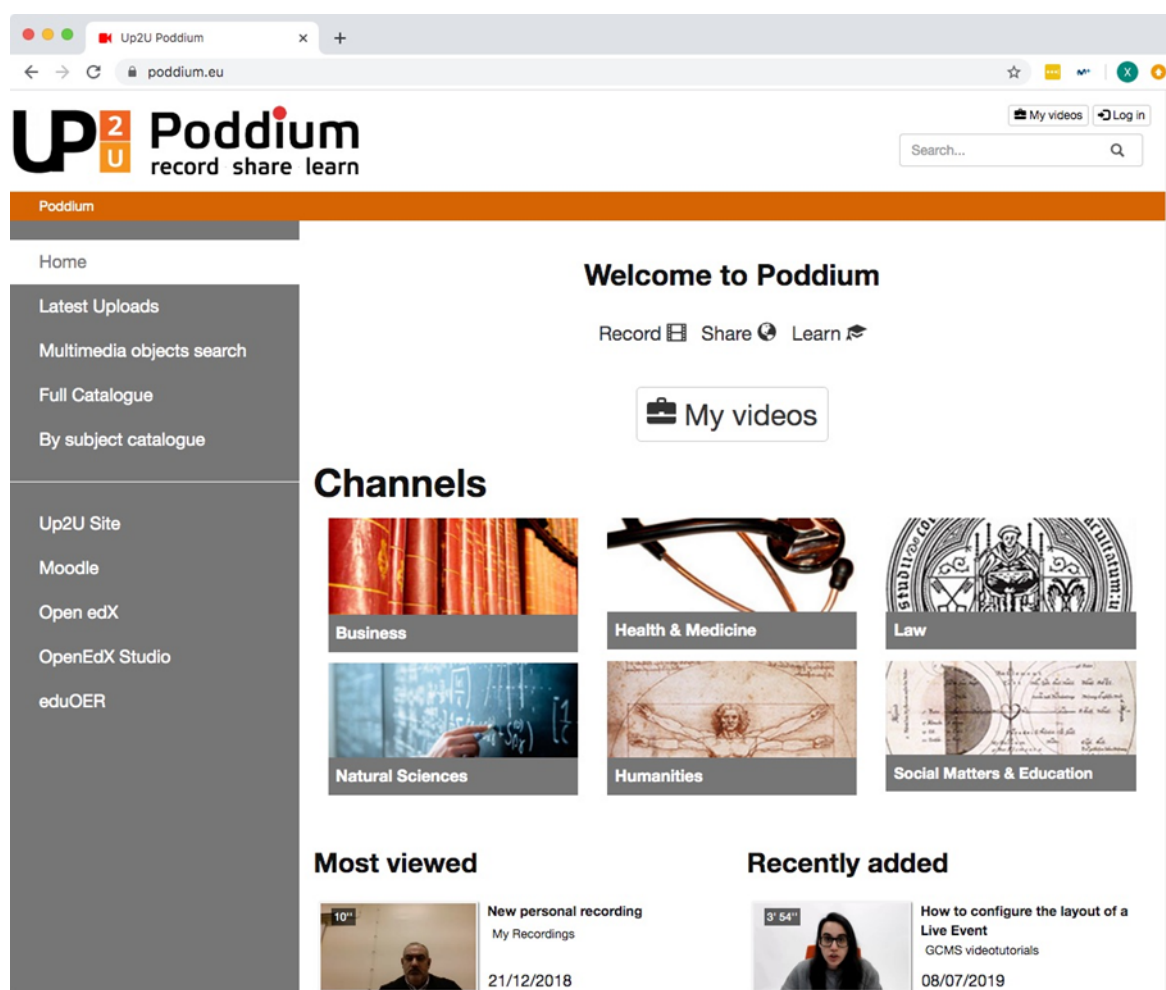 Up2U Poddium
poddium.eu
UP2U Poddium
record share learn
My videos
Log in
Search...
Poddium
Home
Latest Uploads
Multimedia objects search
Full Catalogue
By subject catalogue
Up2U Site
Moodle
Open edX
OpenEdX Studio
eduOER
Welcome to Poddium
Record Share Learn
My videos
Channels
Business
Health & Medicine
Law
Natural Sciences
Humanities
Social Matters & Education
Most viewed
10''
New personal recording
My Recordings
21/12/2018
Recently added
3' 54''
How to configure the layout of a
Live Event
GCMS videotutorials
08/07/2019